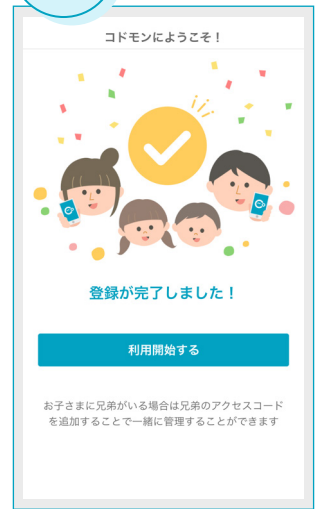 コドモンにようこそ！
登録が完了しました！
利用開始する
お子さまに兄弟がいる場合は兄弟のアクセスコード
を追加することで一緒に管理することができます